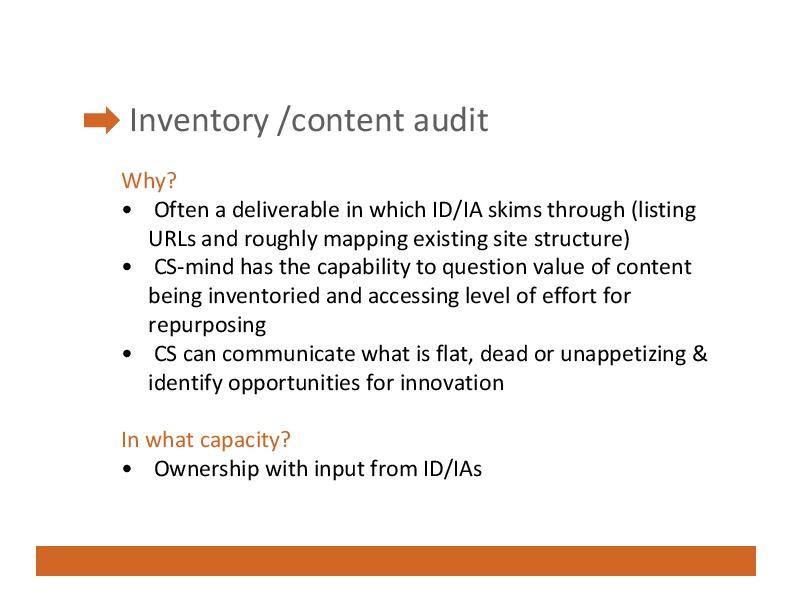 Inventory /content audit
Why?
• Often a deliverable in which ID/IA skims through (listing
URLs and roughly mapping existing site structure)
• CS-mind has the capability to question value of content
being inventoried and accessing level of effort for
repurposing
• CS can communicate what is flat, dead or unappetizing &
identify opportunities for innovation
In what capacity?
• Ownership with input from ID/IAs